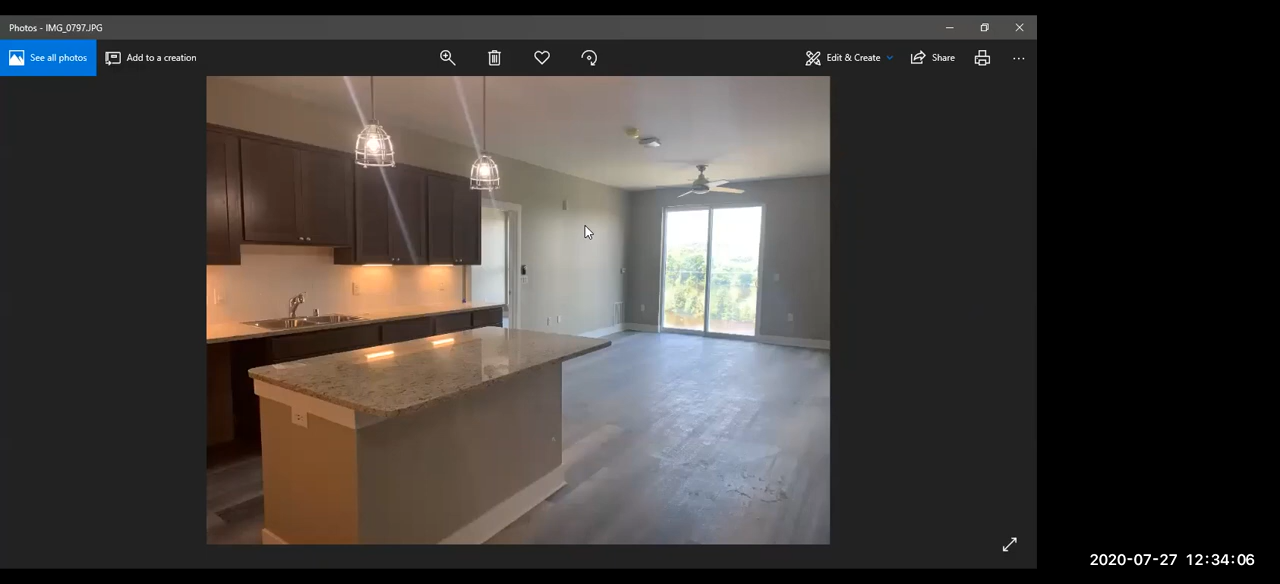 Photos - IMG_0797.JPG
See all photos
Add to a creation
Edit & Create
Share
2020-07-27 12:34:06